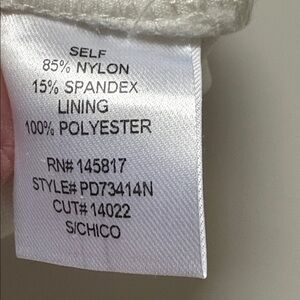 SELF
85% NYLON
15% SPANDEX
LINING
100% POLYESTER
RN# 145817
STYLE# PD73414N
CUT# 14022
S/CHICO